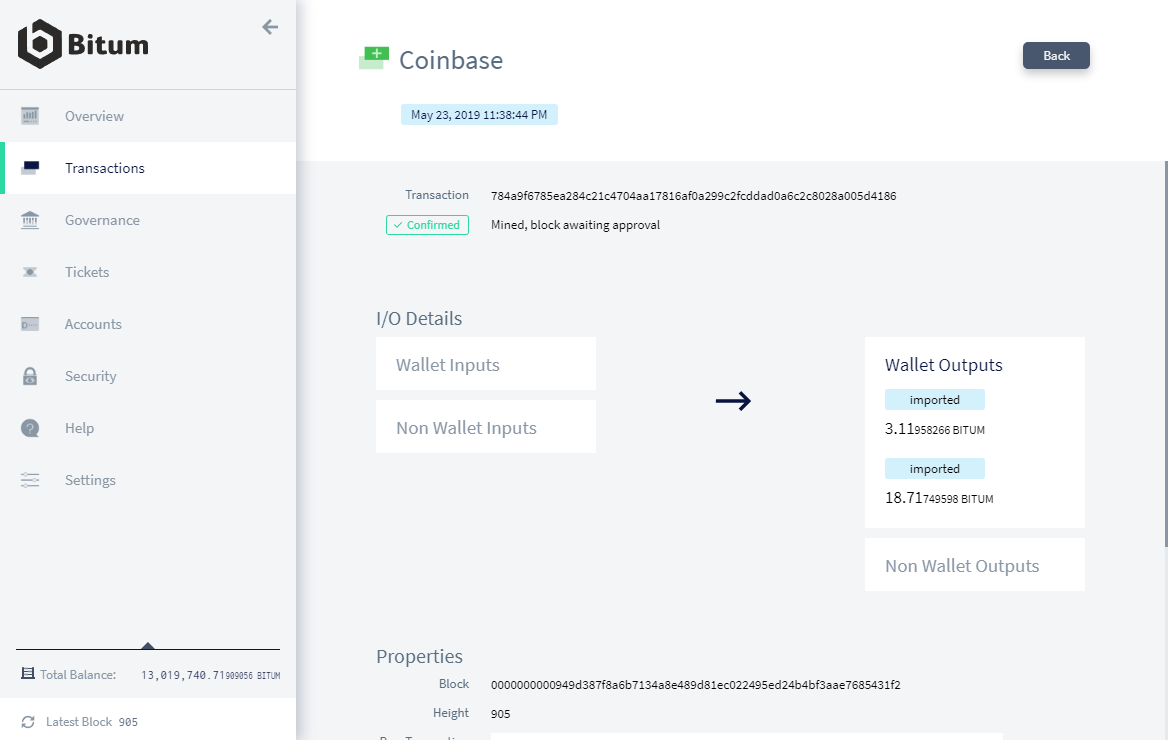 Bitum
Overview
Transactions
Governance
Tickets
Accounts
Security
Help
Settings
Total Balance: 13,019,740.71909056 BITUM
Latest Block 905
Coinbase
Back
May 23, 2019 11:38:44 PM
Transaction 784a9f6785ea284c21c4704aa17816af0a299c2fcddad0a6c2c8028a005d4186
Confirmed Mined, block awaiting approval
I/O Details
Wallet Inputs
Non Wallet Inputs
Wallet Outputs
imported
3.11958266 BITUM
imported
18.71749598 BITUM
Non Wallet Outputs
Properties
Block 0000000000949d387f8a6b7134a8e489d81ec022495ed24b4bf3aae7685431f2
Height 905